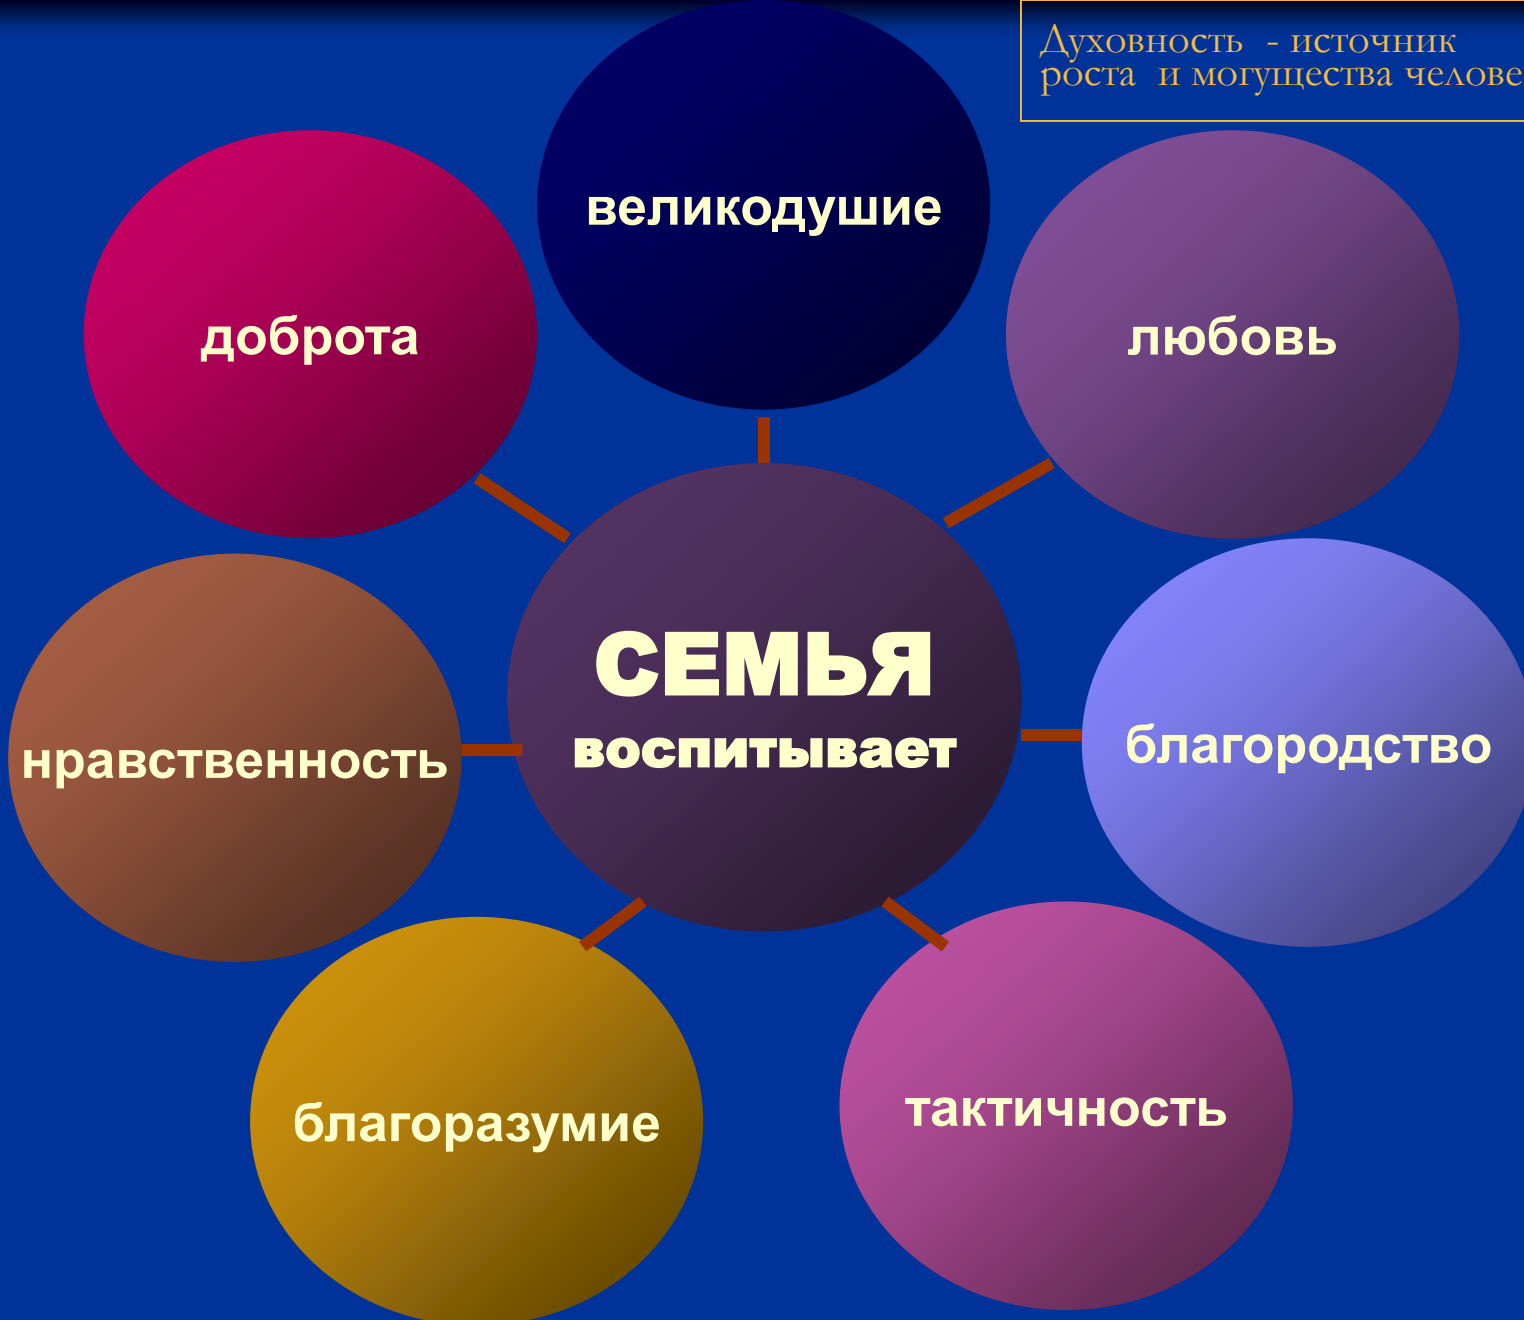 Духовность - источник
роста и могущества
великодушие
доброта
любовь
СЕМЬЯ
воспитывает
нравственность
благородство
благоразумие
тактичность